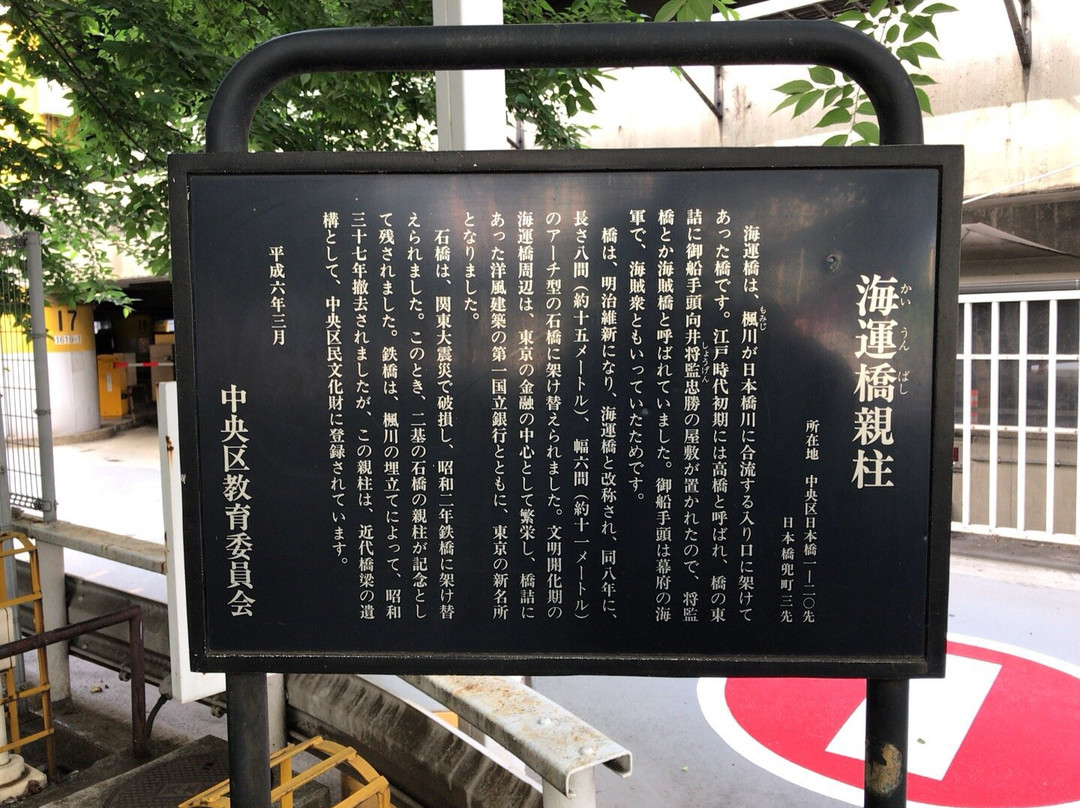 海運橋親柱
かいうんばし
所在地 中央区日本橋一―二〇先
日本橋兜町三先
海運橋は、楓川が日本橋川に合流する入り口に架けて
もみじ
あった橋です。江戸時代初期には高橋と呼ばれ、橋の東
詰に御船手頭向井将監忠勝の屋敷が置かれたので、将監
しょうげん
橋とか海賊橋と呼ばれていました。御船手頭は幕府の海
軍で、海賊衆ともいっていたためです。
橋は、明治維新になり、海運橋と改称され、同八年に、
長さ八間（約十五メートル）、幅六間（約十一メートル）
のアーチ型の石橋に架け替えられました。文明開化期の
海運橋周辺は、東京の金融の中心として繁栄し、橋詰に
あった洋風建築の第一国立銀行とともに、東京の新名所
となりました。
石橋は、関東大震災で破損し、昭和二年鉄橋に架け替
えられました。このとき、二基の石橋の親柱が記念とし
て残されました。鉄橋は、楓川の埋立てによって、昭和
三十七年撤去されましたが、この親柱は、近代橋梁の遺
構として、中央区民文化財に登録されています。
平成六年三月
中央区教育委員会
17
1619-1